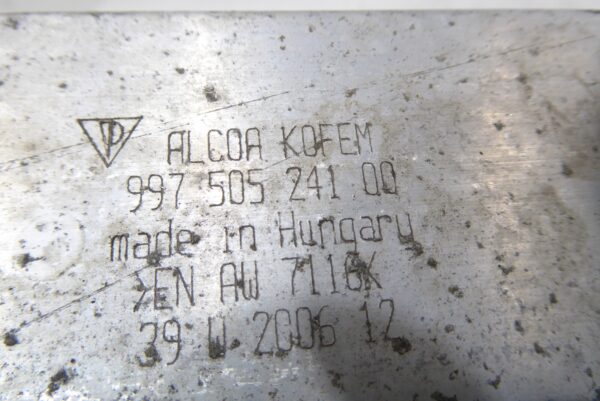 ALCOA KOFEM
997 505 241 00
made in Hungary
>EN AW 7116<
39 W 2006 12